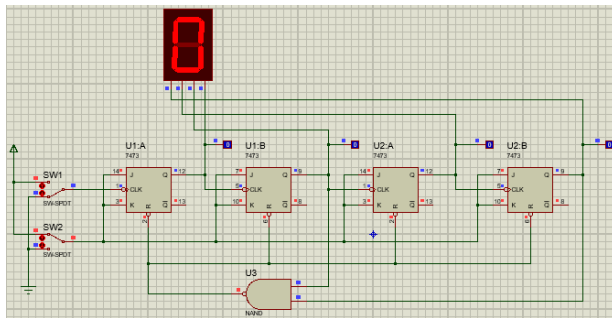 0
U1:A
7473
U1:B
7473
U2:A
7473
U2:B
7473
0
0
0
0
SW1
SW-SPDT
SW2
SW-SPDT
14 J Q 12
1 CLK
3 K R Q 13
2
7 J Q 9
5 CLK
10 K R Q 8
6
14 J Q 12
1 CLK
3 K R Q 13
2
7 J Q 9
5 CLK
10 K R Q 8
6
U3
NAND